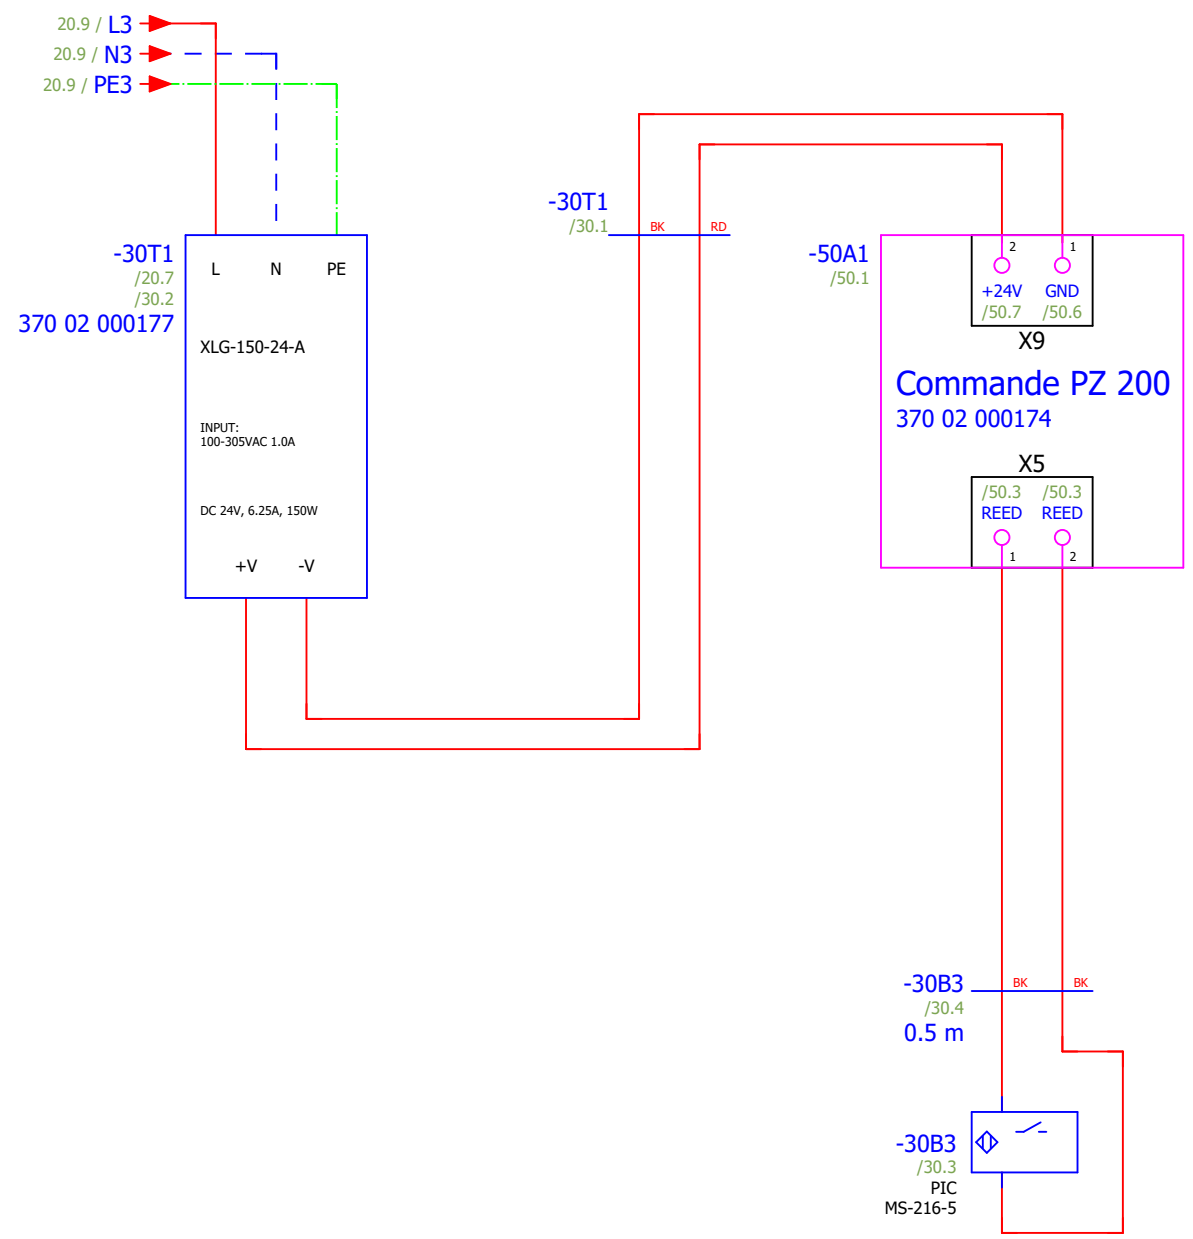 20.9 / L3
20.9 / N3
20.9 / PE3
-30T1
/20.7
/30.2
370 02 000177
L N PE
XLG-150-24-A
INPUT:
100-305VAC 1.0A
DC 24V, 6.25A, 150W
+V -V
-30T1
/30.1
BK RD
-50A1
/50.1
2 1
+24V GND
/50.7 /50.6
X9
Commande PZ 200
370 02 000174
X5
/50.3 /50.3
REED REED
1 2
-30B3
/30.4
0.5 m
BK BK
-30B3
/30.3
PIC
MS-216-5